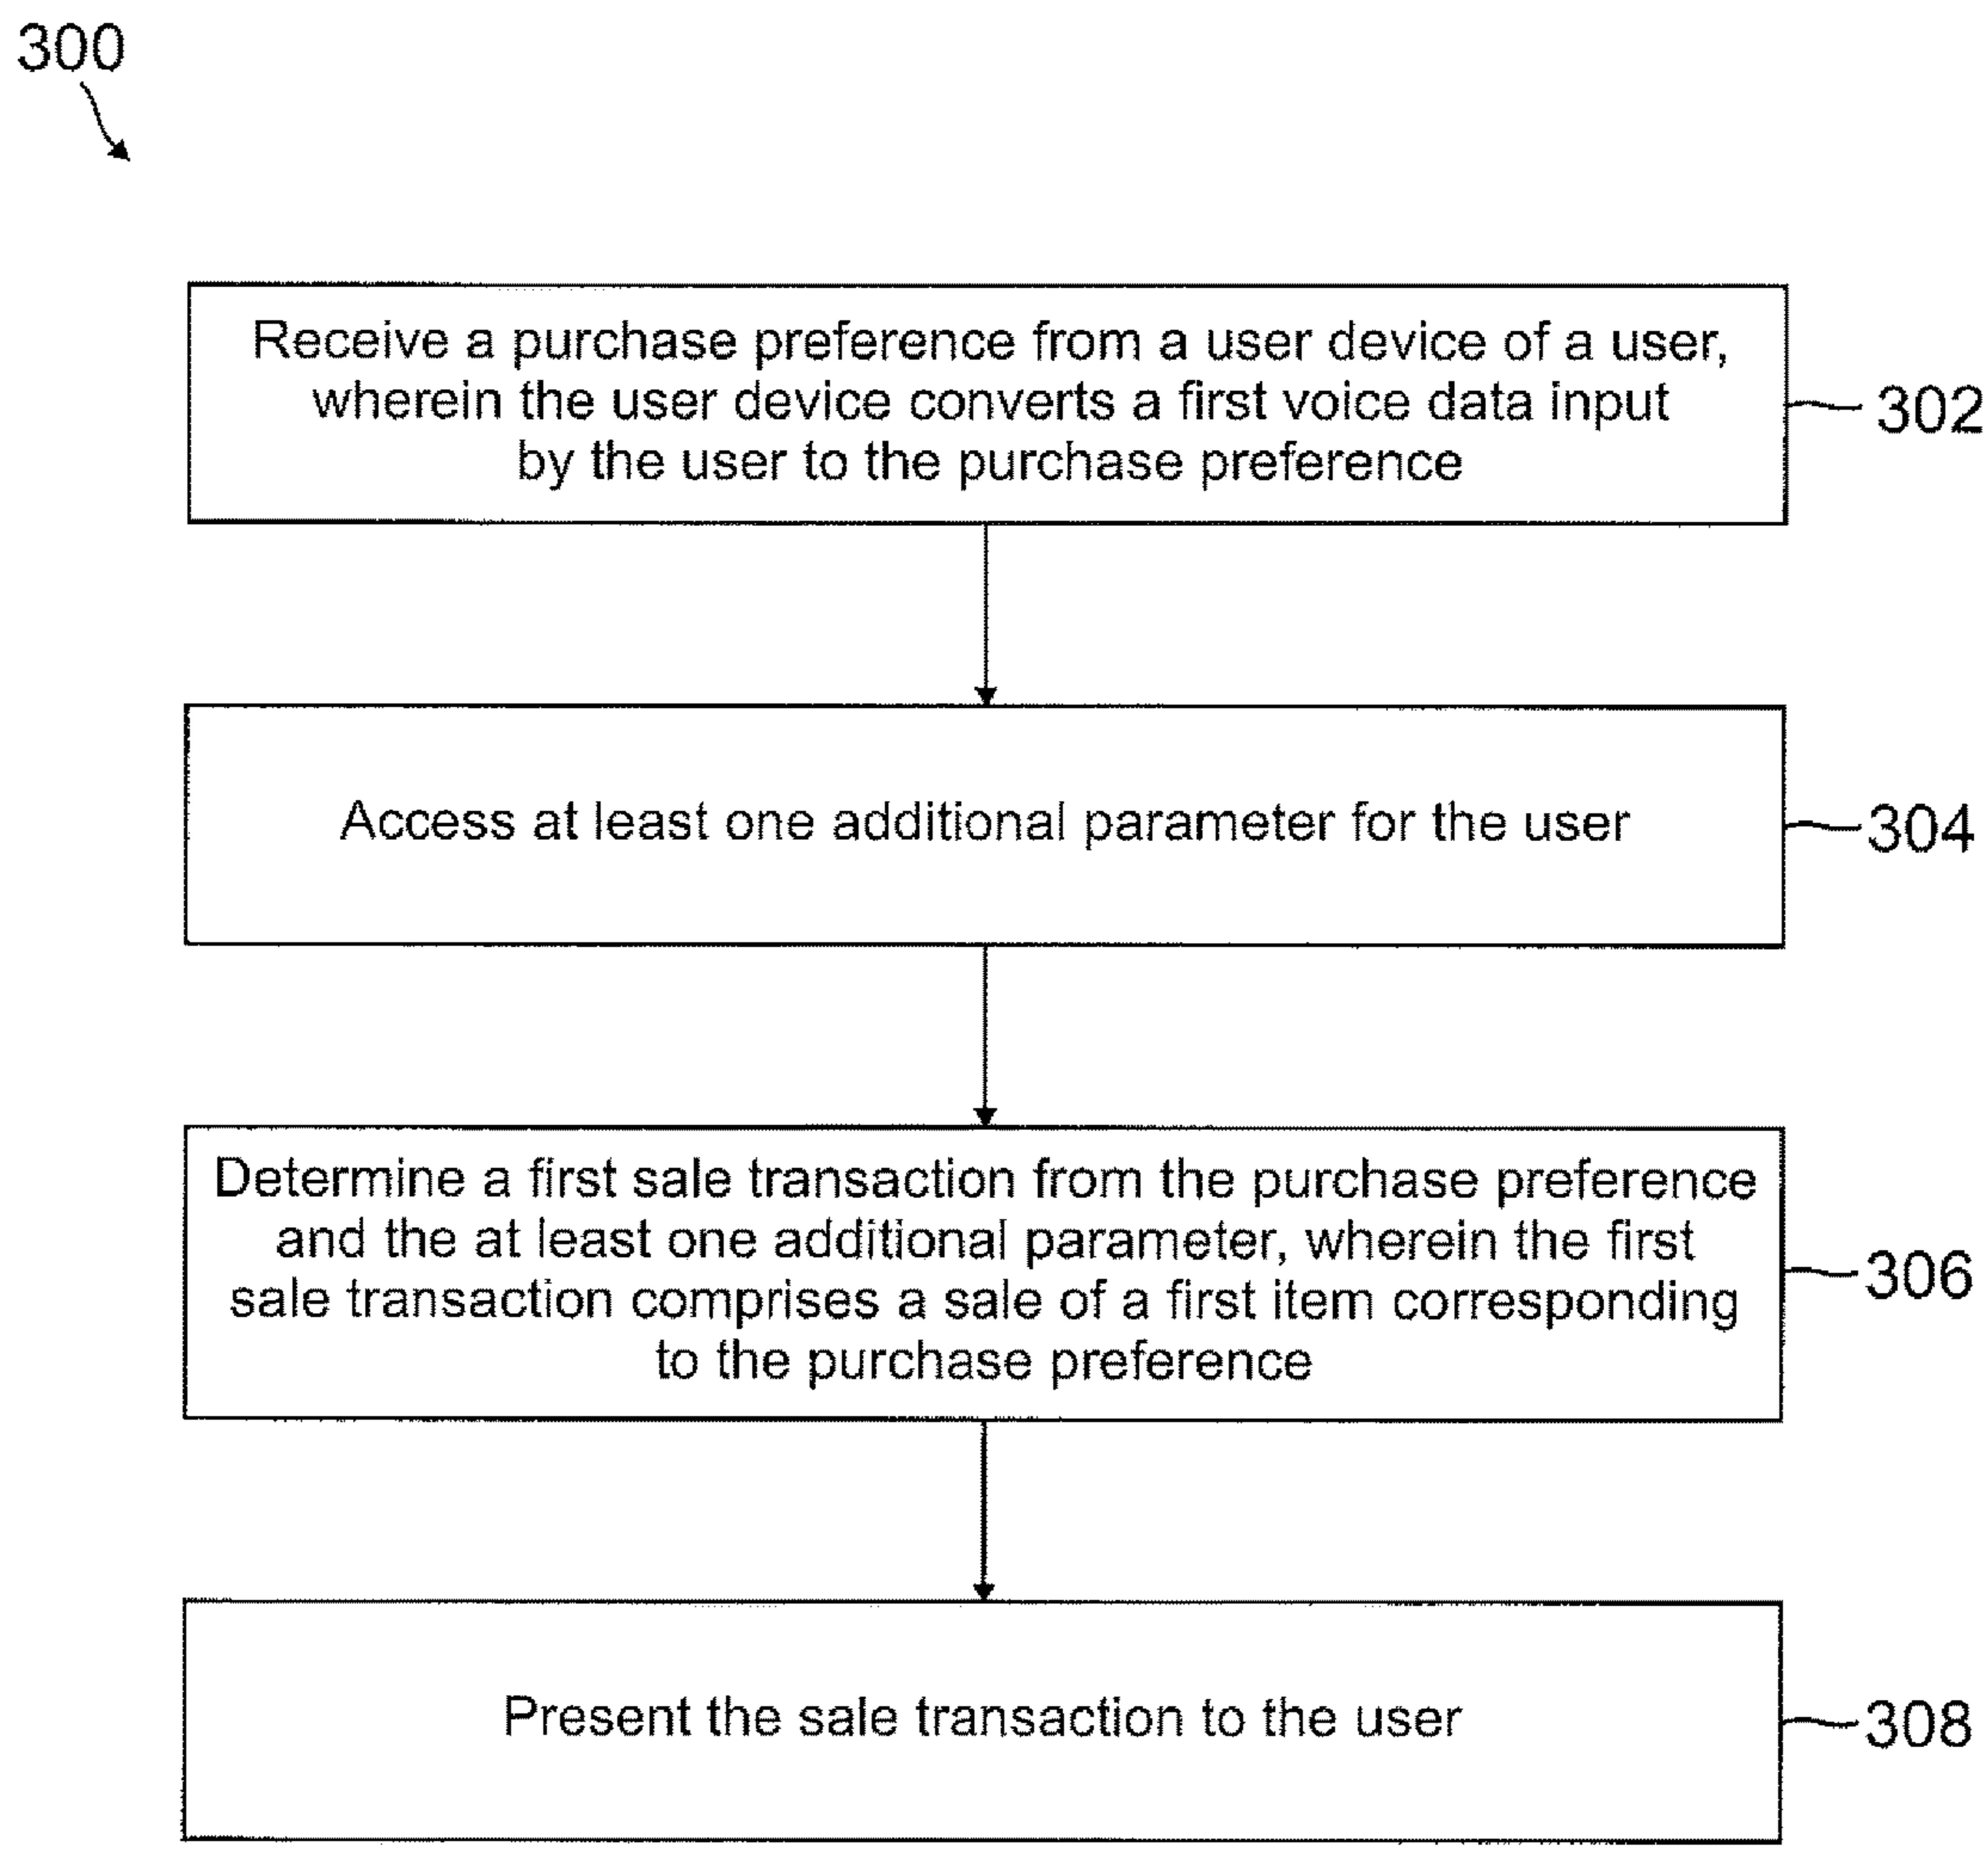 300
Receive a purchase preference from a user device of a user,
wherein the user device converts a first voice data input
by the user to the purchase preference
302
Access at least one additional parameter for the user
304
Determine a first sale transaction from the purchase preference
and the at least one additional parameter, wherein the first
sale transaction comprises a sale of a first item corresponding
to the purchase preference
306
Present the sale transaction to the user
308